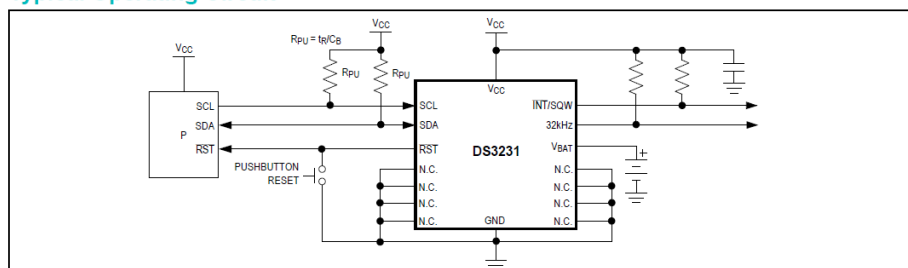 VCC
RPU = tR/CB
VCC
VCC
RPU
RPU
VCC
SCL
SCL
INT/SQW
SDA
SDA
32kHz
P
RST
RST
DS3231
VBAT
PUSHBUTTON
RESET
N.C.
N.C.
N.C.
N.C.
N.C.
N.C.
N.C.
N.C.
GND